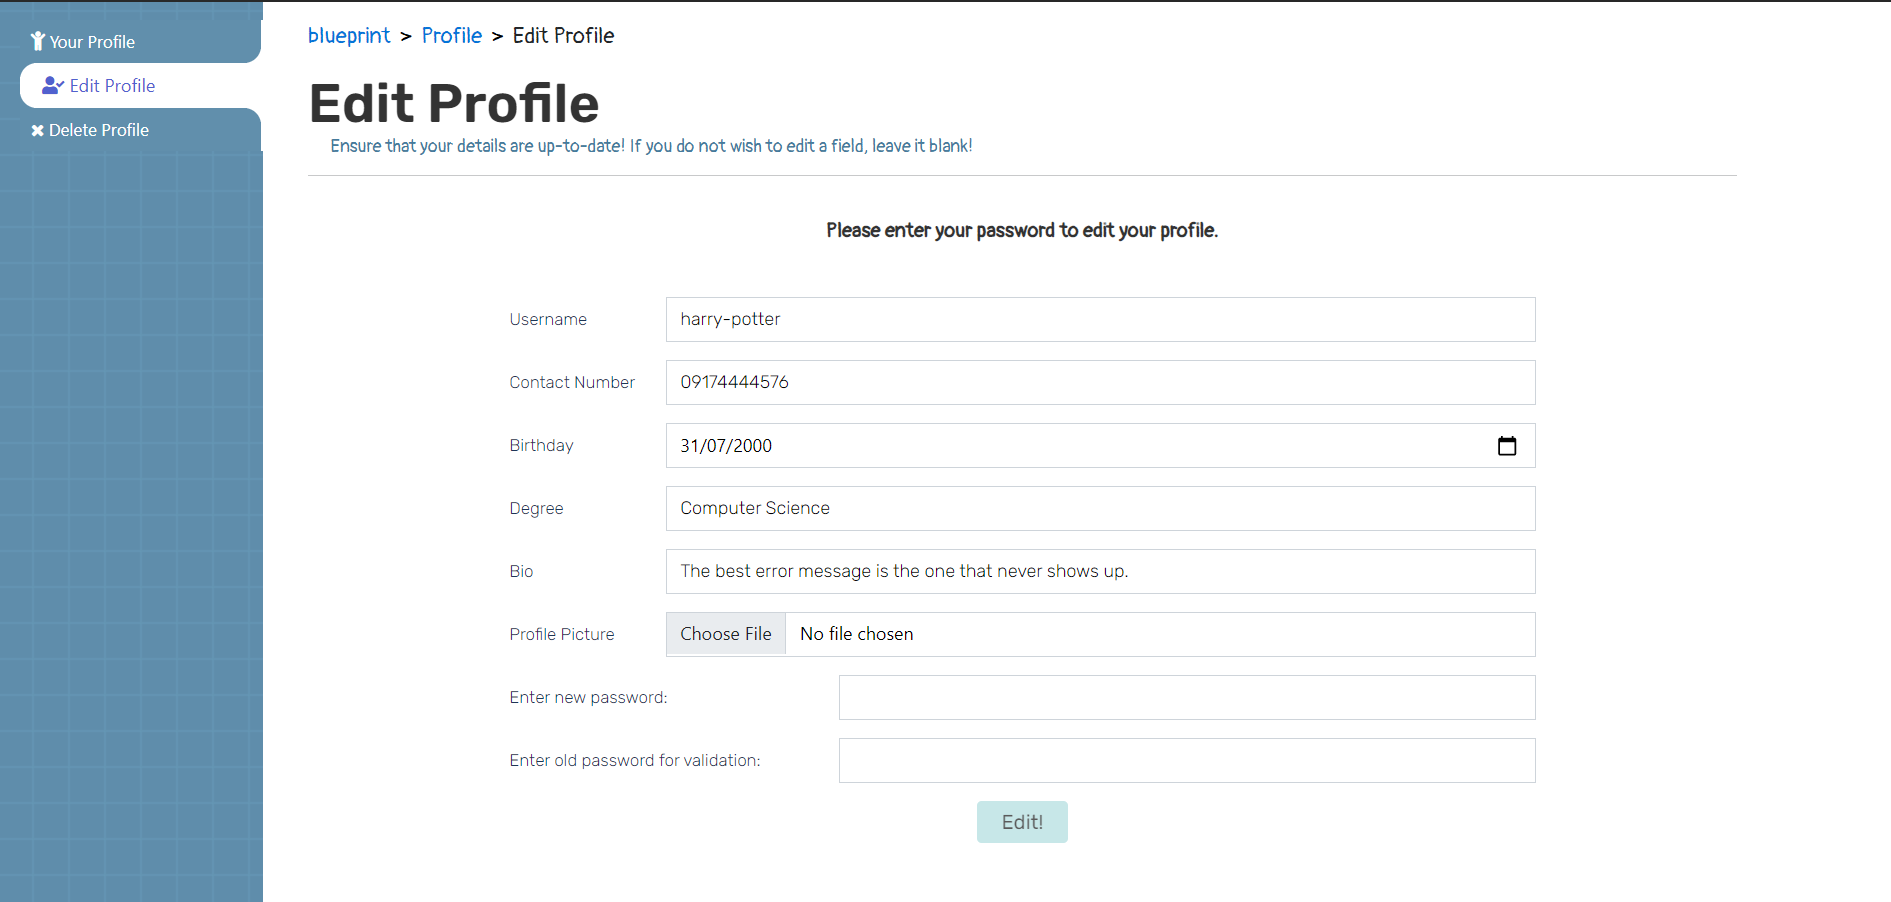 Your Profile
Edit Profile
Delete Profile
blueprint > Profile > Edit Profile
Edit Profile
Ensure that your details are up-to-date! If you do not wish to edit a field, leave it blank!
Please enter your password to edit your profile.
Username harry-potter
Contact Number 09174444576
Birthday 31/07/2000
Degree Computer Science
Bio The best error message is the one that never shows up.
Profile Picture Choose File No file chosen
Enter new password:
Enter old password for validation:
Edit!